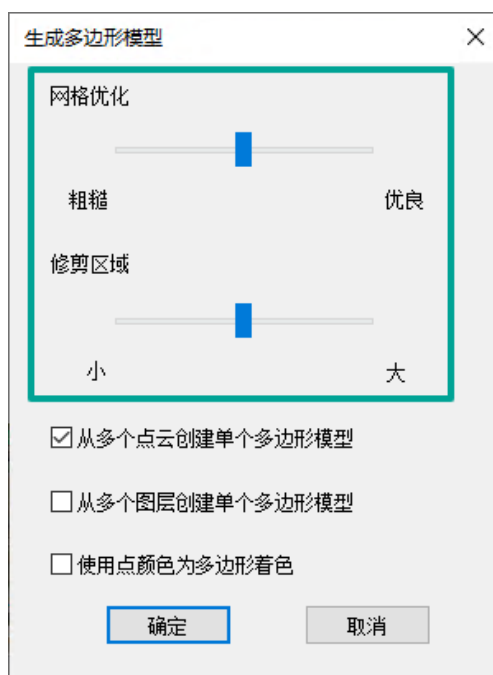 生成多边形模型
网格优化
粗糙 优良
修剪区域
小 大
从多个点云创建单个多边形模型
从多个图层创建单个多边形模型
使用点颜色为多边形着色
确定 取消